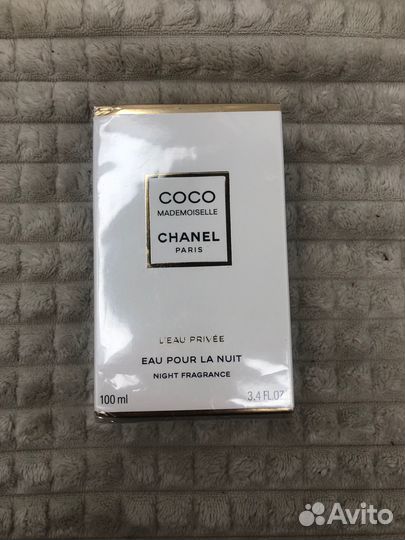 COCO
MADEMOISELLE
CHANEL
PARIS
L'EAU PRIVÉE
EAU POUR LA NUIT
NIGHT FRAGRANCE
100 ml 3.4 FL.OZ
Avito